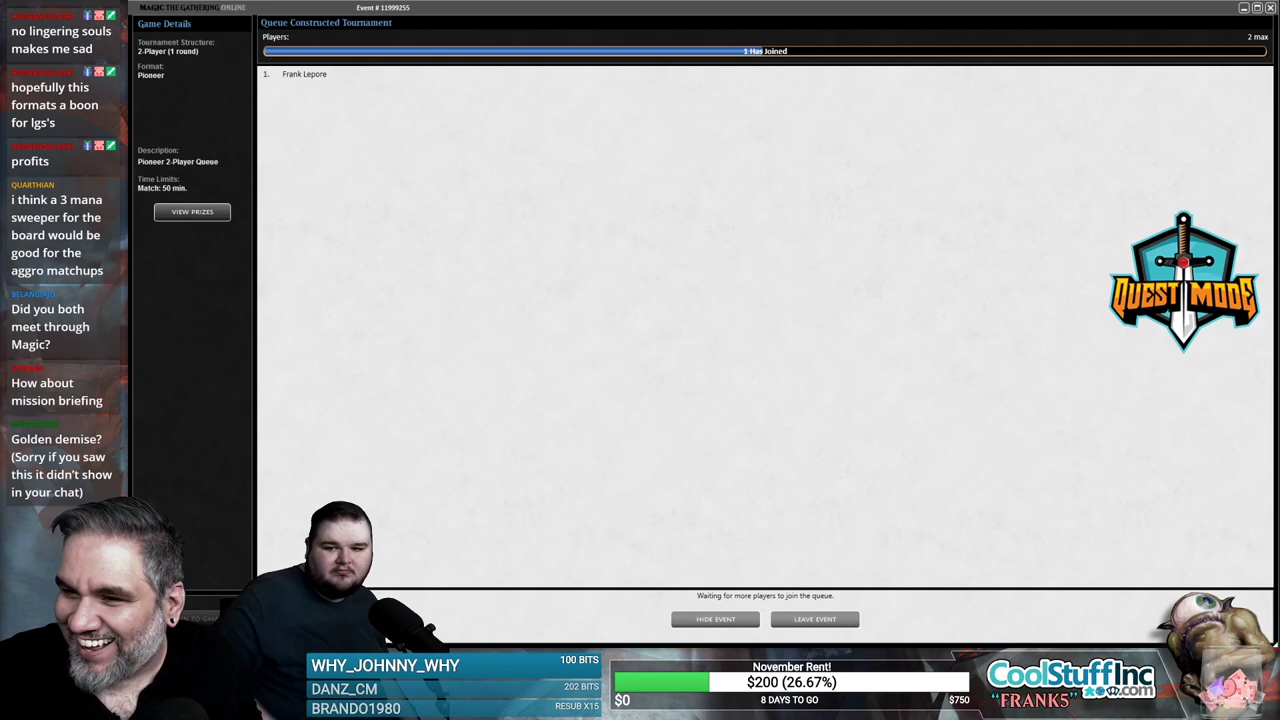 no lingering souls
makes me sad
hopefully this
formats a boon
for lgs's
profits
QUARTHIAN
i think a 3 mana
sweeper for the
board would be
good for the
aggro matchups
Did you both
meet through
Magic?
How about
mission briefing
Golden demise?
(Sorry if you saw
this it didn't show
in your chat)
MAGIC THE GATHERING ONLINE
Event # 11999255
Game Details
Tournament Structure:
2-Player (1 round)
Format:
Pioneer
Description:
Pioneer 2-Player Queue
Time Limits:
Match: 50 min.
VIEW PRIZES
Queue Constructed Tournament
Players:
2 max
1 Has Joined
1. Frank Lepore
QUEST MODE
Waiting for more players to join the queue.
HIDE EVENT
LEAVE EVENT
WHY_JOHNNY_WHY 100 BITS
DANZ_CM 202 BITS
BRANDO1980 RESUB X15
November Rent!
$200 (26.67%)
$0 8 DAYS TO GO $750
CoolStuffInc
.com
"FRANK5"